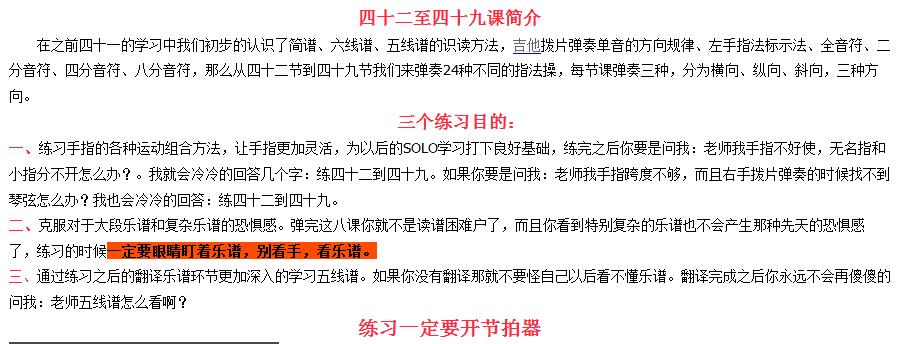 四十二至四十九课简介
在之前四十一的学习中我们初步的认识了简谱、六线谱、五线谱的识读方法，吉他拨片弹奏单音的方向规律、左手指法标示法、全音符、二
分音符、四分音符、八分音符，那么从四十二节到四十九节我们来弹奏24种不同的指法操，每节课弹奏三种，分为横向、纵向、斜向，三种方
向。
三个练习目的：
一、练习手指的各种运动组合方法，让手指更加灵活，为以后的SOLO学习打下良好基础，练完之后你要是问我：老师我手指不好使，无名指和
小指分不开怎么办？。我就会冷冷的回答几个字：练四十二到四十九。如果你要是问我：老师我手指跨度不够，而且右手拨片弹奏的时候找不到
琴弦怎么办？我也会冷冷的回答：练四十二到四十九。
二、克服对于大段乐谱和复杂乐谱的恐惧感。弹完这八课你就不是读谱困难户了，而且你看到特别复杂的乐谱也不会产生那种先天的恐惧感
了，练习的时候一定要眼睛盯着乐谱，别看手，看乐谱。
三、通过练习之后的翻译乐谱环节更加深入的学习五线谱。如果你没有翻译那就不要怪自己以后看不懂乐谱。翻译完成之后你永远不会再傻傻的
问我：老师五线谱怎么看啊？
练习一定要开节拍器